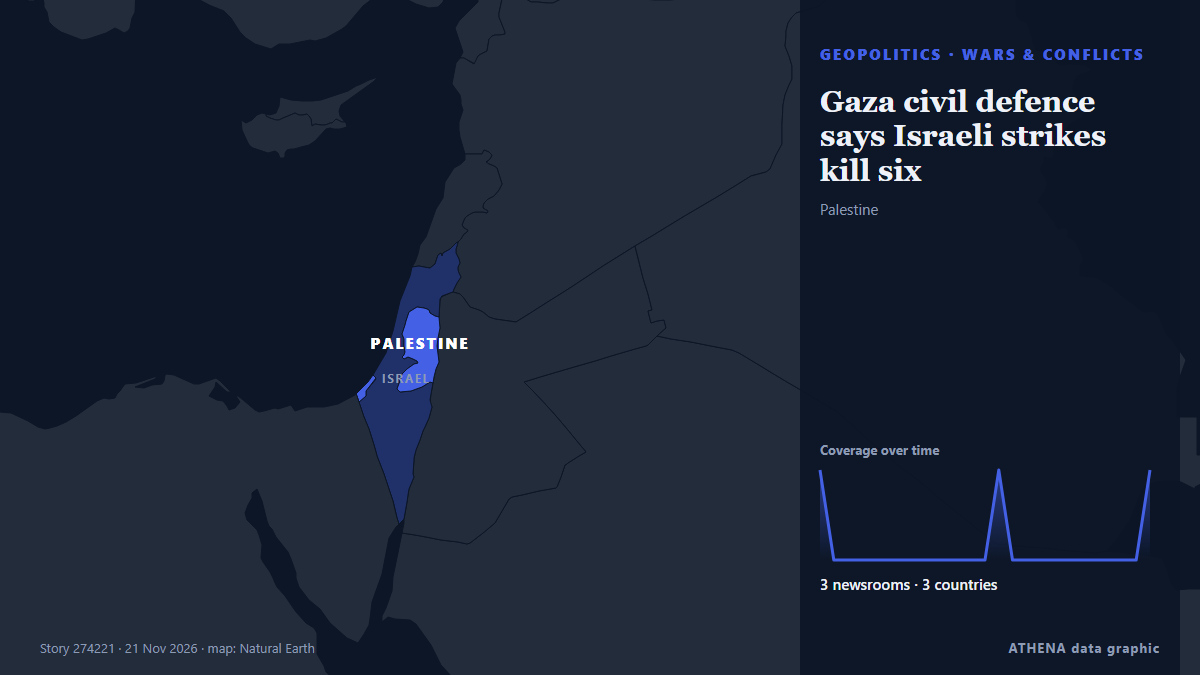 GEOPOLITICS · WARS & CONFLICTS
Gaza civil defence
says Israeli strikes
kill six
Palestine
PALESTINE
ISRAEL
Coverage over time
3 newsrooms · 3 countries
Story 274221 · 21 Nov 2026 · map: Natural Earth
ATHENA data graphic